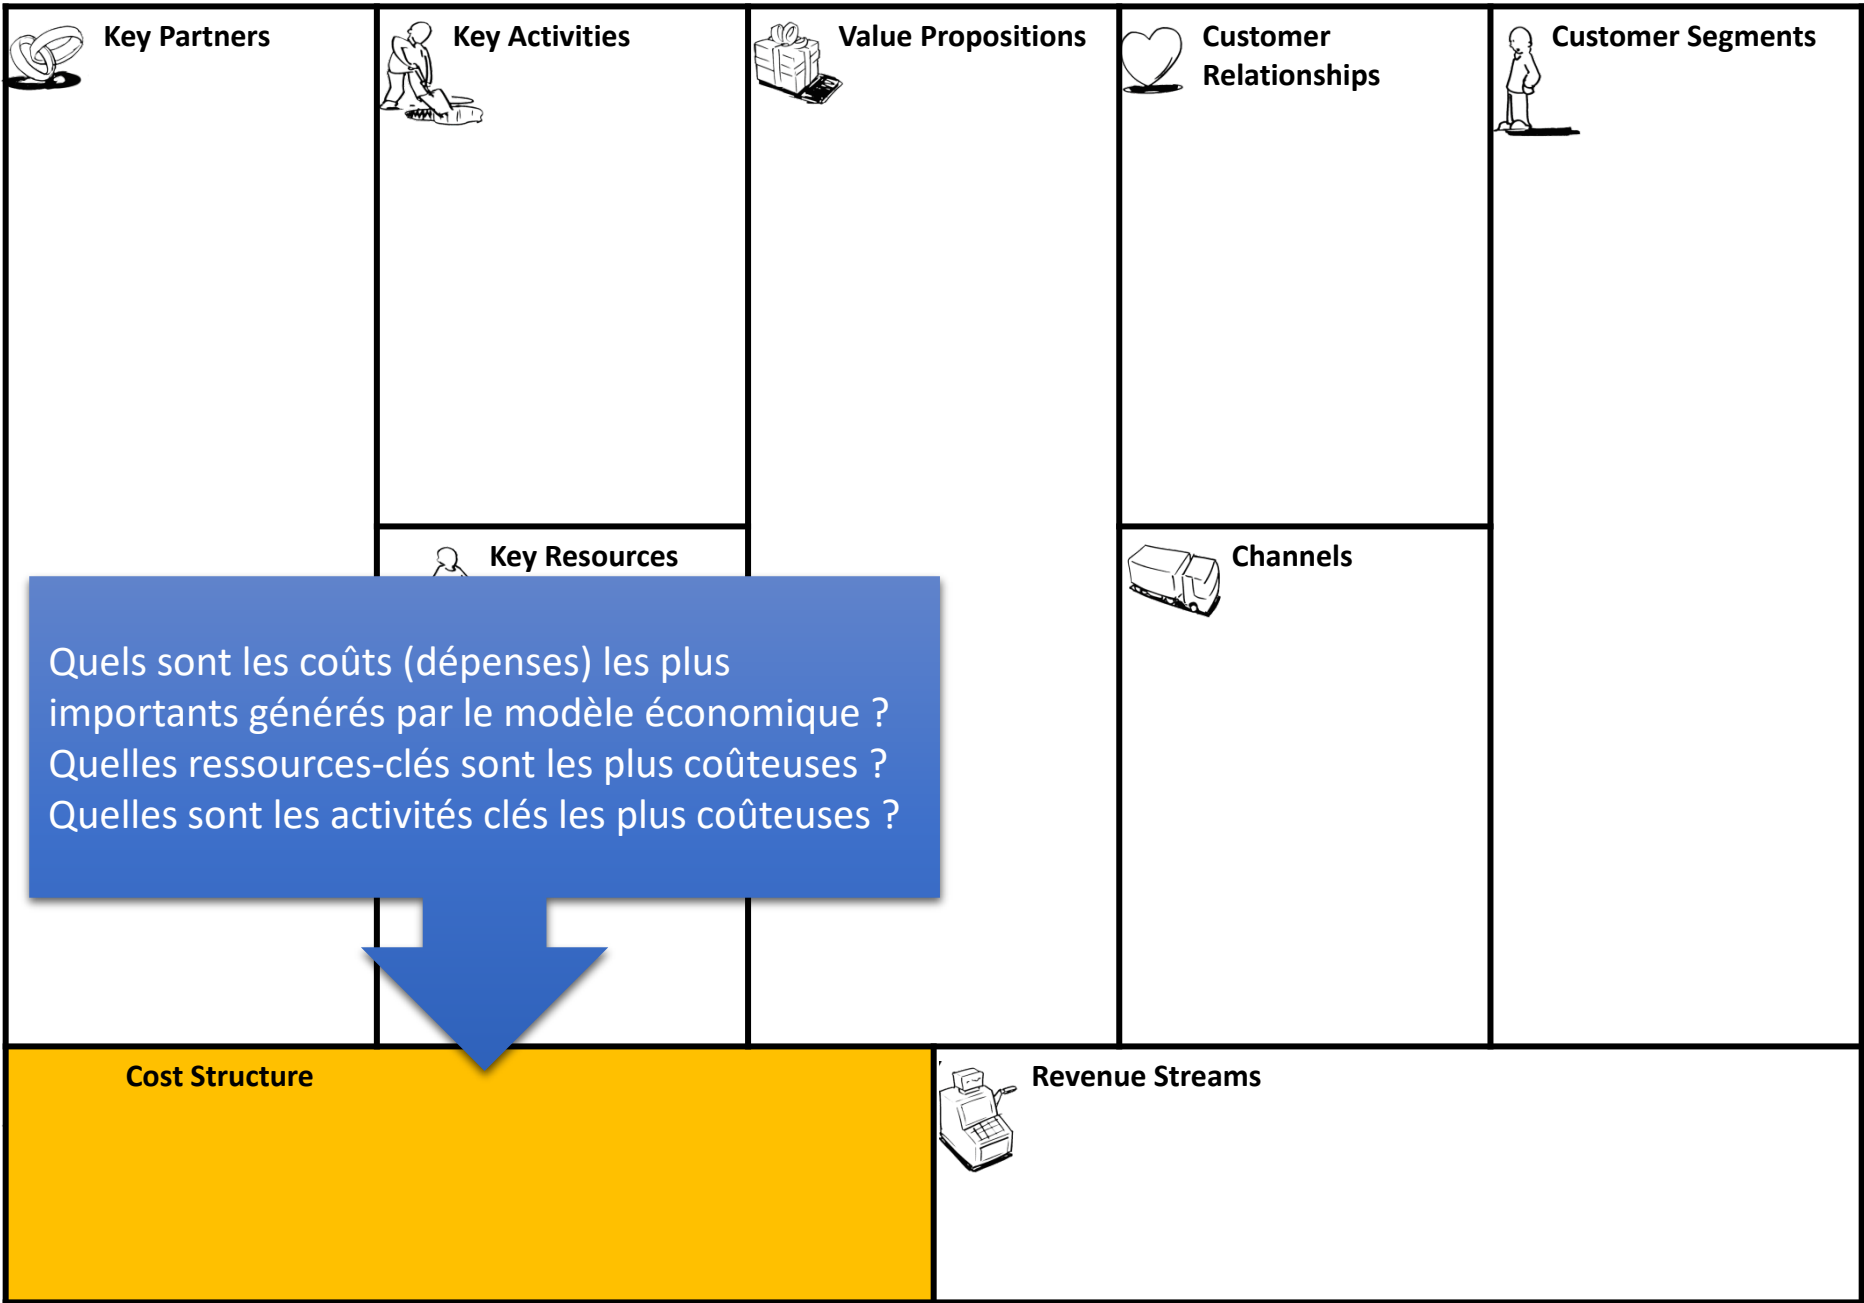 Key Partners
Key Activities
Value Propositions
Customer
Relationships
Customer Segments
Key Resources
Channels
Quels sont les coûts (dépenses) les plus
importants générés par le modèle économique ?
Quelles ressources-clés sont les plus coûteuses ?
Quelles sont les activités clés les plus coûteuses ?
Cost Structure
Revenue Streams